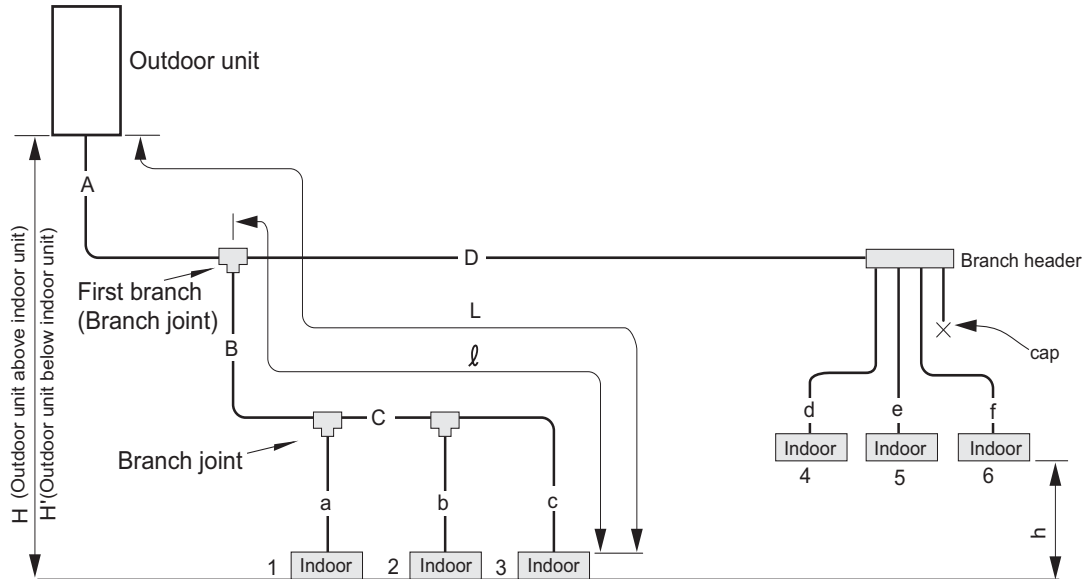 Outdoor unit
A
D
Branch header
First branch
(Branch joint)
L
ℓ
cap
B
C
d
e
f
Branch joint
Indoor
Indoor
Indoor
4
5
6
a
b
c
h
1
Indoor
2
Indoor
3
Indoor
H (Outdoor unit above indoor unit)
H'(Outdoor unit below indoor unit)